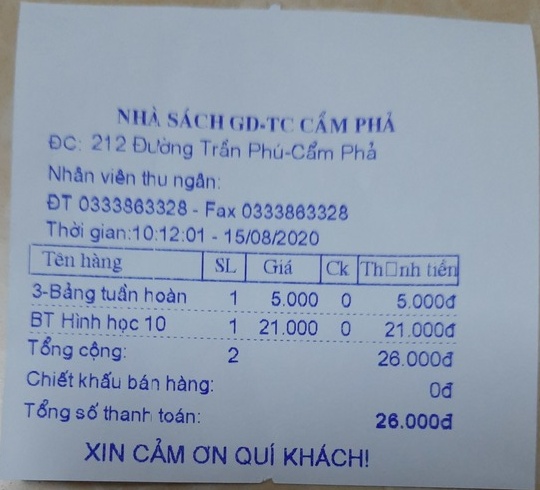 NHÀ SÁCH GD-TC CẨM PHẢ
ĐC: 212 Đường Trần Phú-Cẩm Phả
Nhân viên thu ngân:
ĐT 0333863328 - Fax 0333863328
Thời gian:10:12:01 - 15/08/2020
Tên hàng SL Giá Ck Th□nh tiền
3-Bảng tuần hoàn 1 5.000 0 5.000đ
BT Hình học 10 1 21.000 0 21.000đ
Tổng cộng: 2 26.000đ
Chiết khấu bán hàng: 0đ
Tổng số thanh toán: 26.000đ
XIN CẢM ƠN QUÍ KHÁCH!